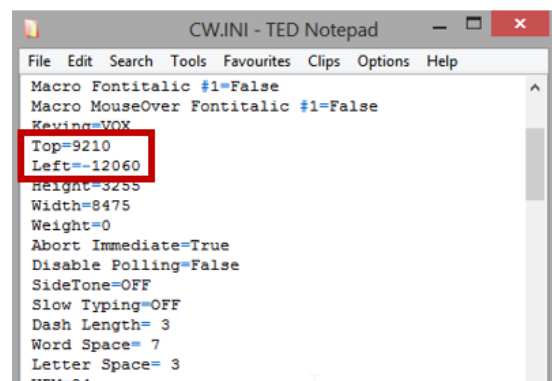 CW.INI - TED Notepad
File Edit Search Tools Favourites Clips Options Help
Macro Fontitalic #1=False
Macro MouseOver Fontitalic #1=False
Keying=VOX
Top=9210
Left=-12060
Height=3255
Width=8475
Weight=0
Abort Immediate=True
Disable Polling=False
SideTone=OFF
Slow Typing=OFF
Dash Length= 3
Word Space= 7
Letter Space= 3